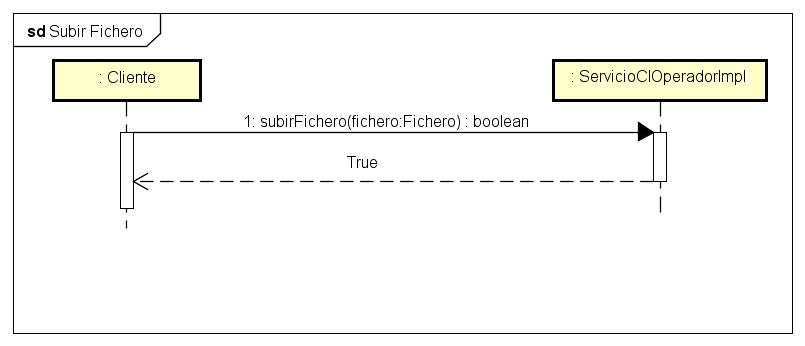 sd Subir Fichero
: Cliente
: ServicioClOperadorImpl
1: subirFichero(fichero:Fichero) : boolean
True